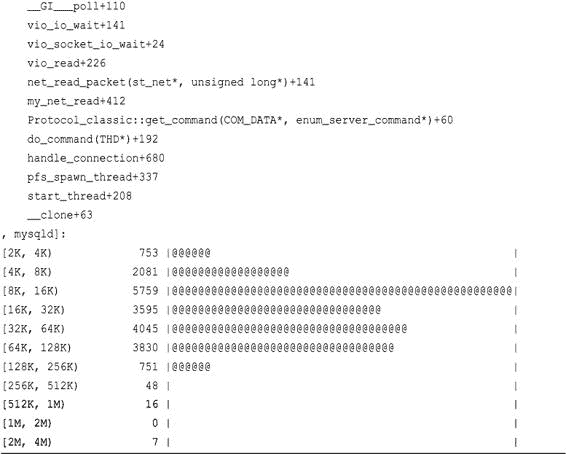 __GI___poll+110
vio_io_wait+141
vio_socket_io_wait+24
vio_read+226
net_read_packet(st_net*, unsigned long*)+141
my_net_read+412
Protocol_classic::get_command(COM_DATA*, enum_server_command*)+60
do_command(THD*)+192
handle_connection+680
pfs_spawn_thread+337
start_thread+208
__clone+63
, mysqld]:
[2K, 4K) 753 |@@@@@@ |
[4K, 8K) 2081 |@@@@@@@@@@@@@@@@@@ |
[8K, 16K) 5759 |@@@@@@@@@@@@@@@@@@@@@@@@@@@@@@@@@@@@@@@@@@@@@@@@@@@@|
[16K, 32K) 3595 |@@@@@@@@@@@@@@@@@@@@@@@@@@@@@@@@ |
[32K, 64K) 4045 |@@@@@@@@@@@@@@@@@@@@@@@@@@@@@@@@@@@@ |
[64K, 128K) 3830 |@@@@@@@@@@@@@@@@@@@@@@@@@@@@@@@@@@ |
[128K, 256K) 751 |@@@@@@ |
[256K, 512K) 48 | |
[512K, 1M) 16 | |
[1M, 2M) 0 | |
[2M, 4M) 7 | |